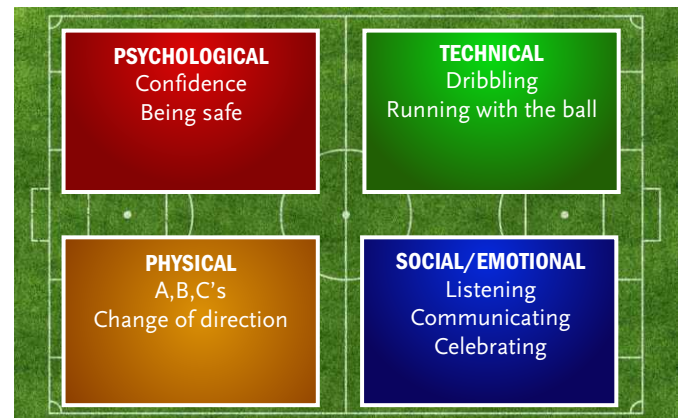 PSYCHOLOGICAL
Confidence
Being safe
TECHNICAL
Dribbling
Running with the ball
PHYSICAL
A,B,C's
Change of direction
SOCIAL/EMOTIONAL
Listening
Communicating
Celebrating